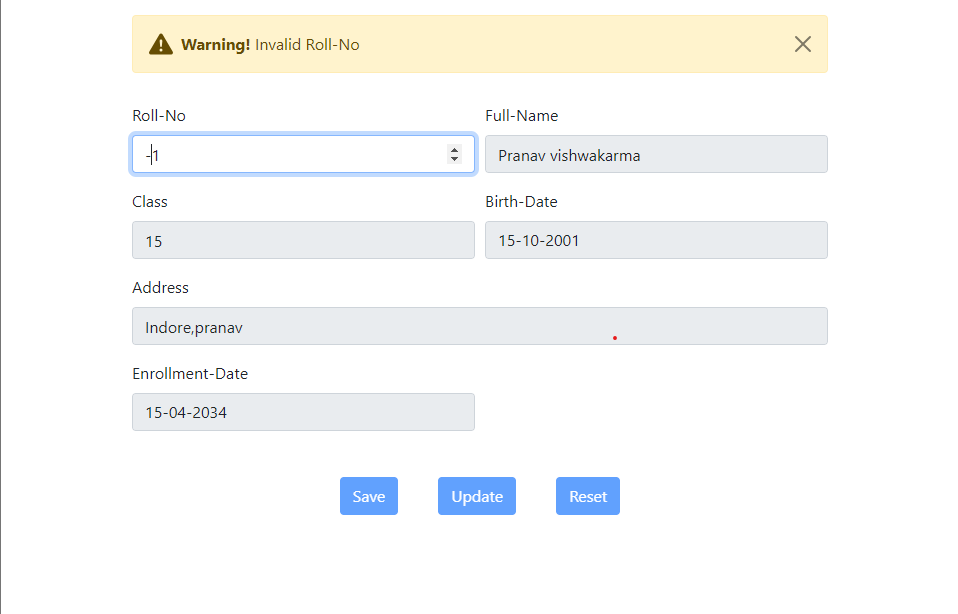 Warning! Invalid Roll-No
Roll-No Full-Name
-1 Pranav vishwakarma
Class Birth-Date
15 15-10-2001
Address
Indore,pranav
Enrollment-Date
15-04-2034
Save Update Reset